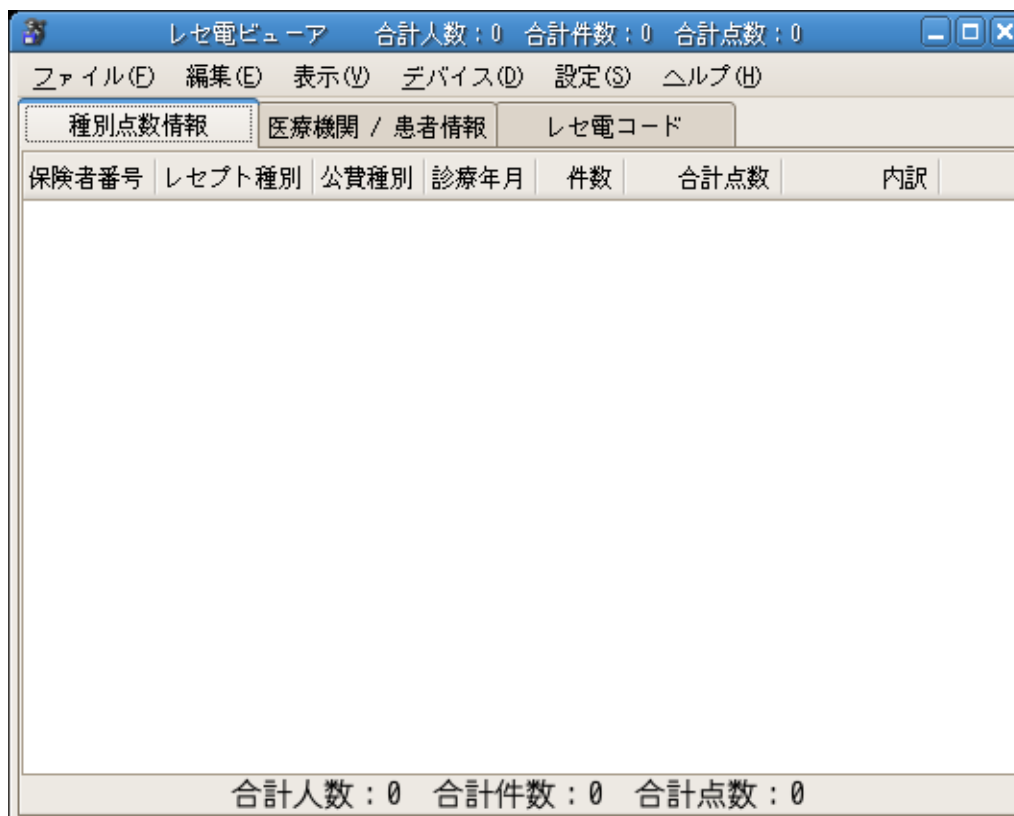 レセ電ビューア 合計人数：0 合計件数：0 合計点数：0
ファイル(F) 編集(E) 表示(V) デバイス(D) 設定(S) ヘルプ(H)
種別点数情報 医療機関 / 患者情報 レセ電コード
保険者番号 レセプト種別 公費種別 診療年月 件数 合計点数 内訳
合計人数：0 合計件数：0 合計点数：0